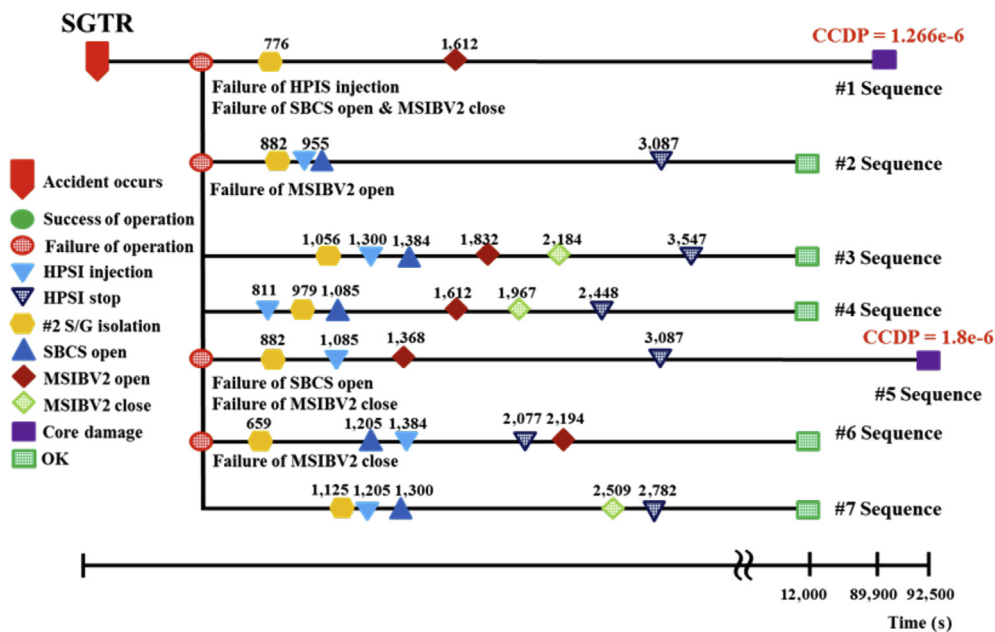 SGTR
CCDP = 1.266e-6
776
1,612
Failure of HPIS injection
Failure of SBCS open & MSIBV2 close
#1 Sequence
882
955
3,087
#2 Sequence
Failure of MSIBV2 open
Accident occurs
Success of operation
Failure of operation
HPSI injection
HPSI stop
#2 S/G isolation
SBCS open
MSIBV2 open
MSIBV2 close
Core damage
OK
1,056
1,300
1,384
1,832
2,184
3,547
#3 Sequence
811
979
1,085
1,612
1,967
2,448
#4 Sequence
CCDP = 1.8e-6
882
1,085
1,368
3,087
Failure of SBCS open
Failure of MSIBV2 close
#5 Sequence
659
1,205
1,384
2,077
2,194
#6 Sequence
Failure of MSIBV2 close
1,125
1,205
1,300
2,509
2,782
#7 Sequence
12,000
89,900
92,500
Time (s)